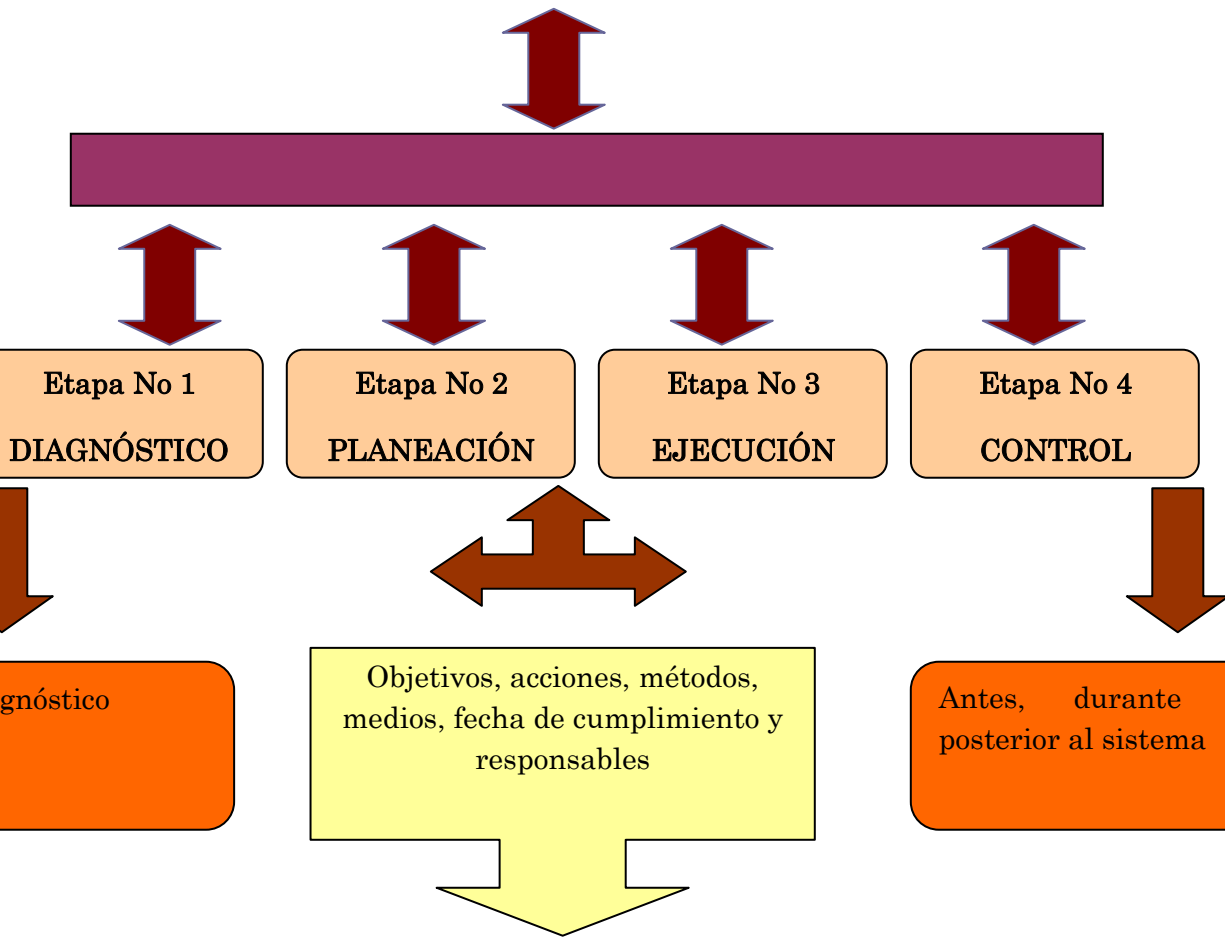 Etapa No 1
DIAGNÓSTICO
Etapa No 2
PLANEACIÓN
Etapa No 3
EJECUCIÓN
Etapa No 4
CONTROL
gnóstico
Objetivos, acciones, métodos,
medios, fecha de cumplimiento y
responsables
Antes, durante
posterior al sistema